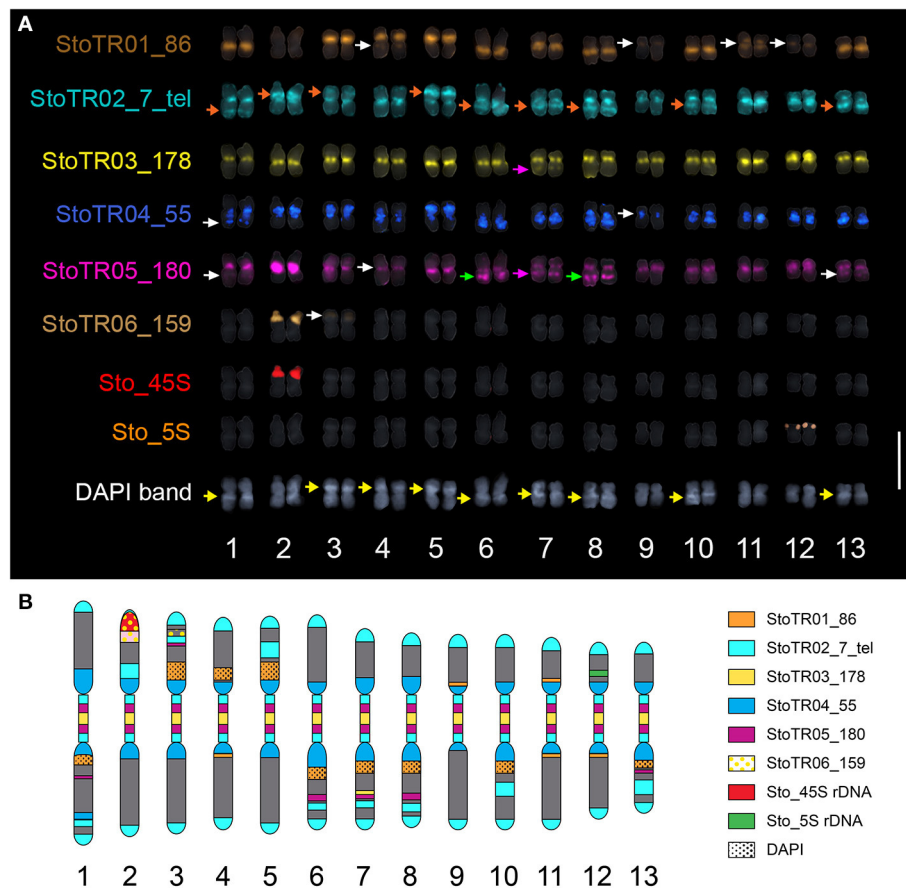 A
StoTR01_86
StoTR02_7_tel
StoTR03_178
StoTR04_55
StoTR05_180
StoTR06_159
Sto_45S
Sto_5S
DAPI band
1 2 3 4 5 6 7 8 9 10 11 12 13
B
StoTR01_86
StoTR02_7_tel
StoTR03_178
StoTR04_55
StoTR05_180
StoTR06_159
Sto_45S rDNA
Sto_5S rDNA
DAPI
1 2 3 4 5 6 7 8 9 10 11 12 13